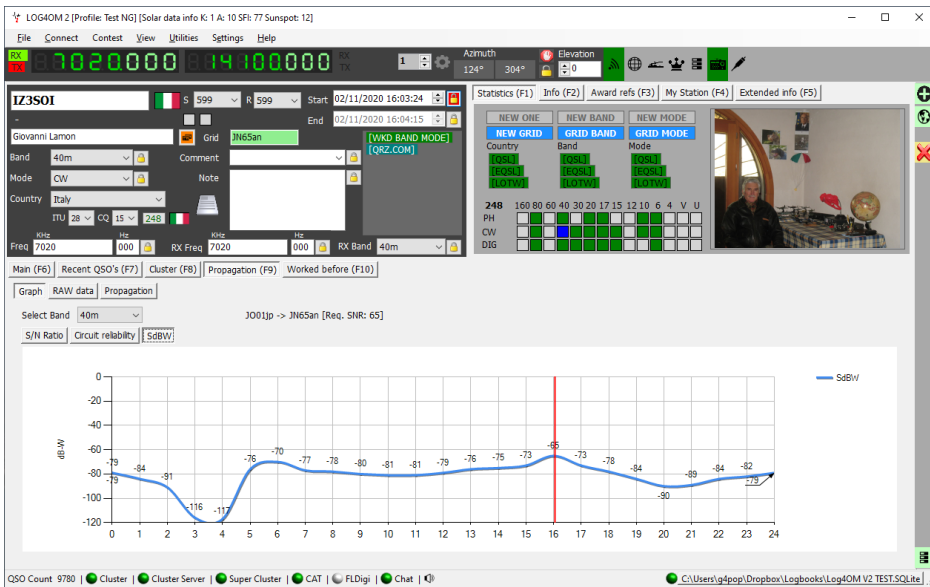 LOG4OM 2 [Profile: Test NG] [Solar data info K: 1 A: 10 SFI: 77 Sunspot: 12]
File Connect Contest View Utilities Settings Help
RX TX 7020.000 14100.000 RX TX 1 Azimuth 124° 304° Elevation 0
IZ3SOI S 599 R 599 Start 02/11/2020 16:03:24
- End 02/11/2020 16:04:15
Giovanni Lamon Grid JN65an [WKD BAND MODE]
[QRZ.COM]
Band 40m Comment
Mode CW Note
Country Italy
ITU 28 CQ 15 248
KHz Hz KHz Hz
Freq 7020 000 RX Freq 7020 000 RX Band 40m
Statistics (F1) Info (F2) Award refs (F3) My Station (F4) Extended info (F5)
NEW ONE NEW BAND NEW MODE
NEW GRID GRID BAND GRID MODE
Country Band Mode
[QSL] [QSL] [QSL]
[EQSL] [EQSL] [EQSL]
[LOTW] [LOTW] [LOTW]
248 160 80 60 40 30 20 17 15 12 10 6 4 V U
PH
CW
DIG
Main (F6) Recent QSO's (F7) Cluster (F8) Propagation (F9) Worked before (F10)
Graph RAW data Propagation
Select Band 40m JO01jp -> JN65an [Req. SNR: 65]
S/N Ratio Circuit reliability SdBW
SdBW
dB-W
0
-20
-40
-60
-80
-100
-120
-79 -79 -84 -91 -116 -117 -76 -70 -77 -78 -80 -81 -81 -79 -76 -75 -73 -65 -73 -78 -84 -90 -89 -84 -82 -79
0 1 2 3 4 5 6 7 8 9 10 11 12 13 14 15 16 17 18 19 20 21 22 23 24
QSO Count 9780 | Cluster | Cluster Server | Super Cluster | CAT | FLDigi | Chat | C:\Users\g4pop\Dropbox\Logbooks\Log4OM V2 TEST.SQLite